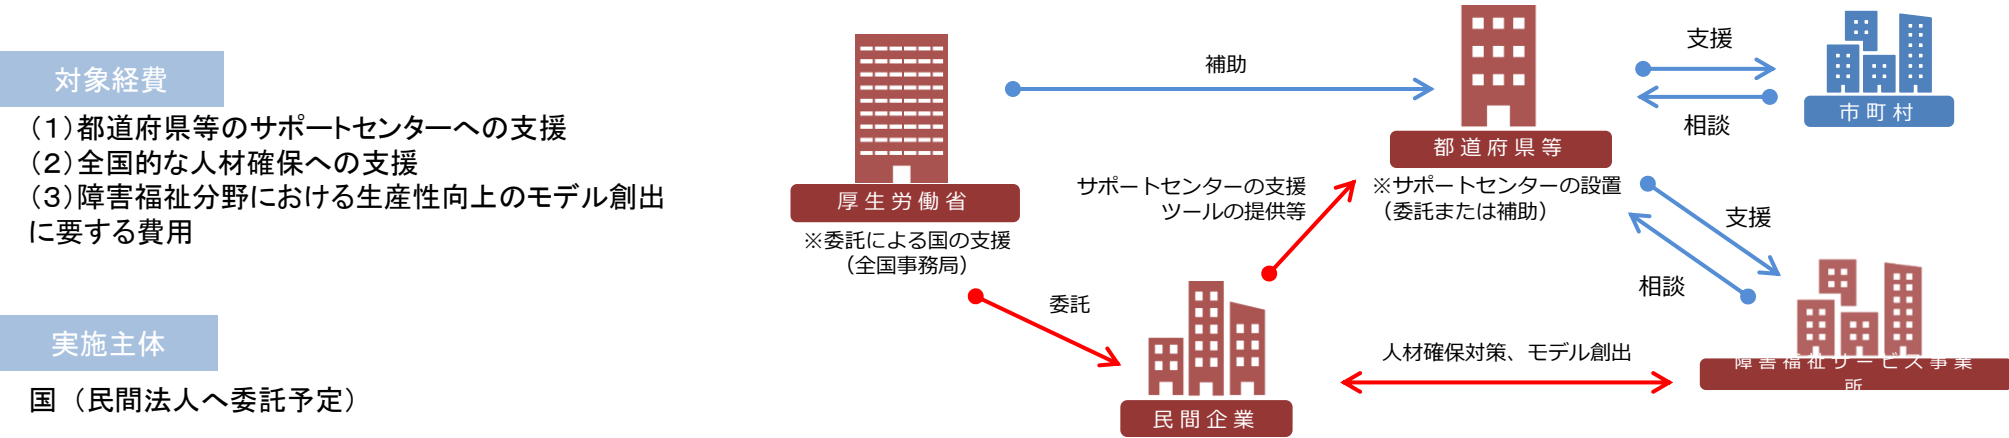 対象経費
（１）都道府県等のサポートセンターへの支援
（２）全国的な人材確保への支援
（３）障害福祉分野における生産性向上のモデル創出
に要する費用
実施主体
国（民間法人へ委託予定）
厚生労働省
※委託による国の支援
（全国事務局）
補助
都道府県等
※サポートセンターの設置
（委託または補助）
支援
相談
市町村
サポートセンターの支援
ツールの提供等
委託
民間企業
支援
相談
人材確保対策、モデル創出
障害福祉サービス事業
所